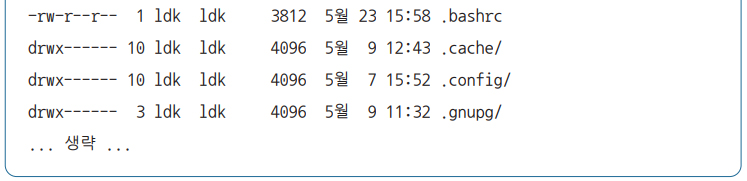 -rw-r--r--  1 ldk  ldk     3812  5월 23 15:58 .bashrc
drwx------ 10 ldk  ldk     4096  5월  9 12:43 .cache/
drwx------ 10 ldk  ldk     4096  5월  7 15:52 .config/
drwx------  3 ldk  ldk     4096  5월  9 11:32 .gnupg/
... 생략 ...